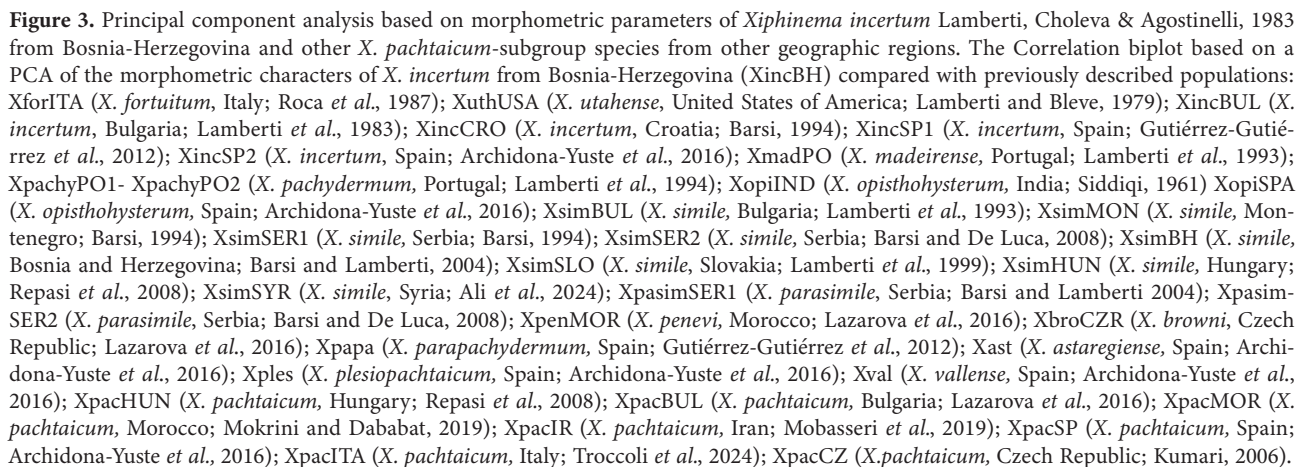 Figure 3. Principal component analysis based on morphometric parameters of Xiphinema incertum Lamberti, Choleva & Agostinelli, 1983
from Bosnia-Herzegovina and other X. pachtaicum-subgroup species from other geographic regions. The Correlation biplot based on a
PCA of the morphometric characters of X. incertum from Bosnia-Herzegovina (XincBH) compared with previously described populations:
XforITA (X. fortuitum, Italy; Roca et al., 1987); XuthUSA (X. utahense, United States of America; Lamberti and Bleve, 1979); XincBUL (X.
incertum, Bulgaria; Lamberti et al., 1983); XincCRO (X. incertum, Croatia; Barsi, 1994); XincSP1 (X. incertum, Spain; Gutiérrez-Gutié-
rrez et al., 2012); XincSP2 (X. incertum, Spain; Archidona-Yuste et al., 2016); XmadPO (X. madeirense, Portugal; Lamberti et al., 1993);
XpachyPO1- XpachyPO2 (X. pachydermum, Portugal; Lamberti et al., 1994); XopiIND (X. opisthohysterum, India; Siddiqi, 1961) XopiSPA
(X. opisthohysterum, Spain; Archidona-Yuste et al., 2016); XsimBUL (X. simile, Bulgaria; Lamberti et al., 1993); XsimMON (X. simile, Mon-
tenegro; Barsi, 1994); XsimSER1 (X. simile, Serbia; Barsi, 1994); XsimSER2 (X. simile, Serbia; Barsi and De Luca, 2008); XsimBH (X. simile,
Bosnia and Herzegovina; Barsi and Lamberti, 2004); XsimSLO (X. simile, Slovakia; Lamberti et al., 1999); XsimHUN (X. simile, Hungary;
Repasi et al., 2008); XsimSYR (X. simile, Syria; Ali et al., 2024); XpasimSER1 (X. parasimile, Serbia; Barsi and Lamberti 2004); Xpasim-
SER2 (X. parasimile, Serbia; Barsi and De Luca, 2008); XpenMOR (X. penevi, Morocco; Lazarova et al., 2016); XbroCZR (X. browni, Czech
Republic; Lazarova et al., 2016); Xpapa (X. parapachydermum, Spain; Gutiérrez-Gutiérrez et al., 2012); Xast (X. astaregiense, Spain; Archi-
dona-Yuste et al., 2016); Xples (X. plesiopachtaicum, Spain; Archidona-Yuste et al., 2016); Xval (X. vallense, Spain; Archidona-Yuste et al.,
2016); XpacHUN (X. pachtaicum, Hungary; Repasi et al., 2008); XpacBUL (X. pachtaicum, Bulgaria; Lazarova et al., 2016); XpacMOR (X.
pachtaicum, Morocco; Mokrini and Dababat, 2019); XpacIR (X. pachtaicum, Iran; Mobasseri et al., 2019); XpacSP (X. pachtaicum, Spain;
Archidona-Yuste et al., 2016); XpacITA (X. pachtaicum, Italy; Troccoli et al., 2024); XpacCZ (X.pachtaicum, Czech Republic; Kumari, 2006).